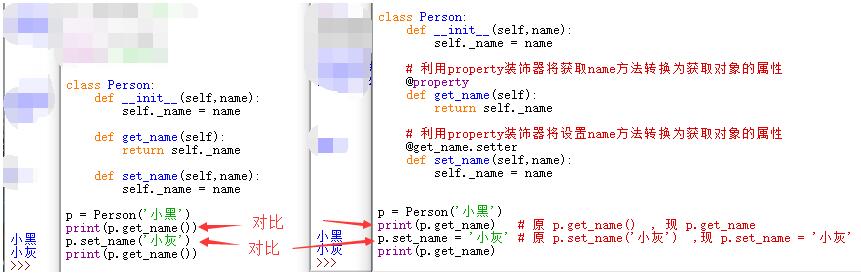 class Person:
    def __init__(self,name):
        self._name = name

    def get_name(self):
        return self._name

    def set_name(self,name):
        self._name = name

p = Person('小黑')
print(p.get_name())
p.set_name('小灰')
print(p.get_name())
小黑
小灰
>>>
对比
对比
class Person:
    def __init__(self,name):
        self._name = name

    # 利用property装饰器将获取name方法转换为获取对象的属性
    @property
    def get_name(self):
        return self._name

    # 利用property装饰器将设置name方法转换为获取对象的属性
    @get_name.setter
    def set_name(self,name):
        self._name = name

p = Person('小黑')
print(p.get_name)  # 原 p.get_name() , 现 p.get_name
p.set_name = '小灰' # 原 p.set_name('小灰') ,现 p.set_name = '小灰'
print(p.get_name)
小黑
小灰
>>>